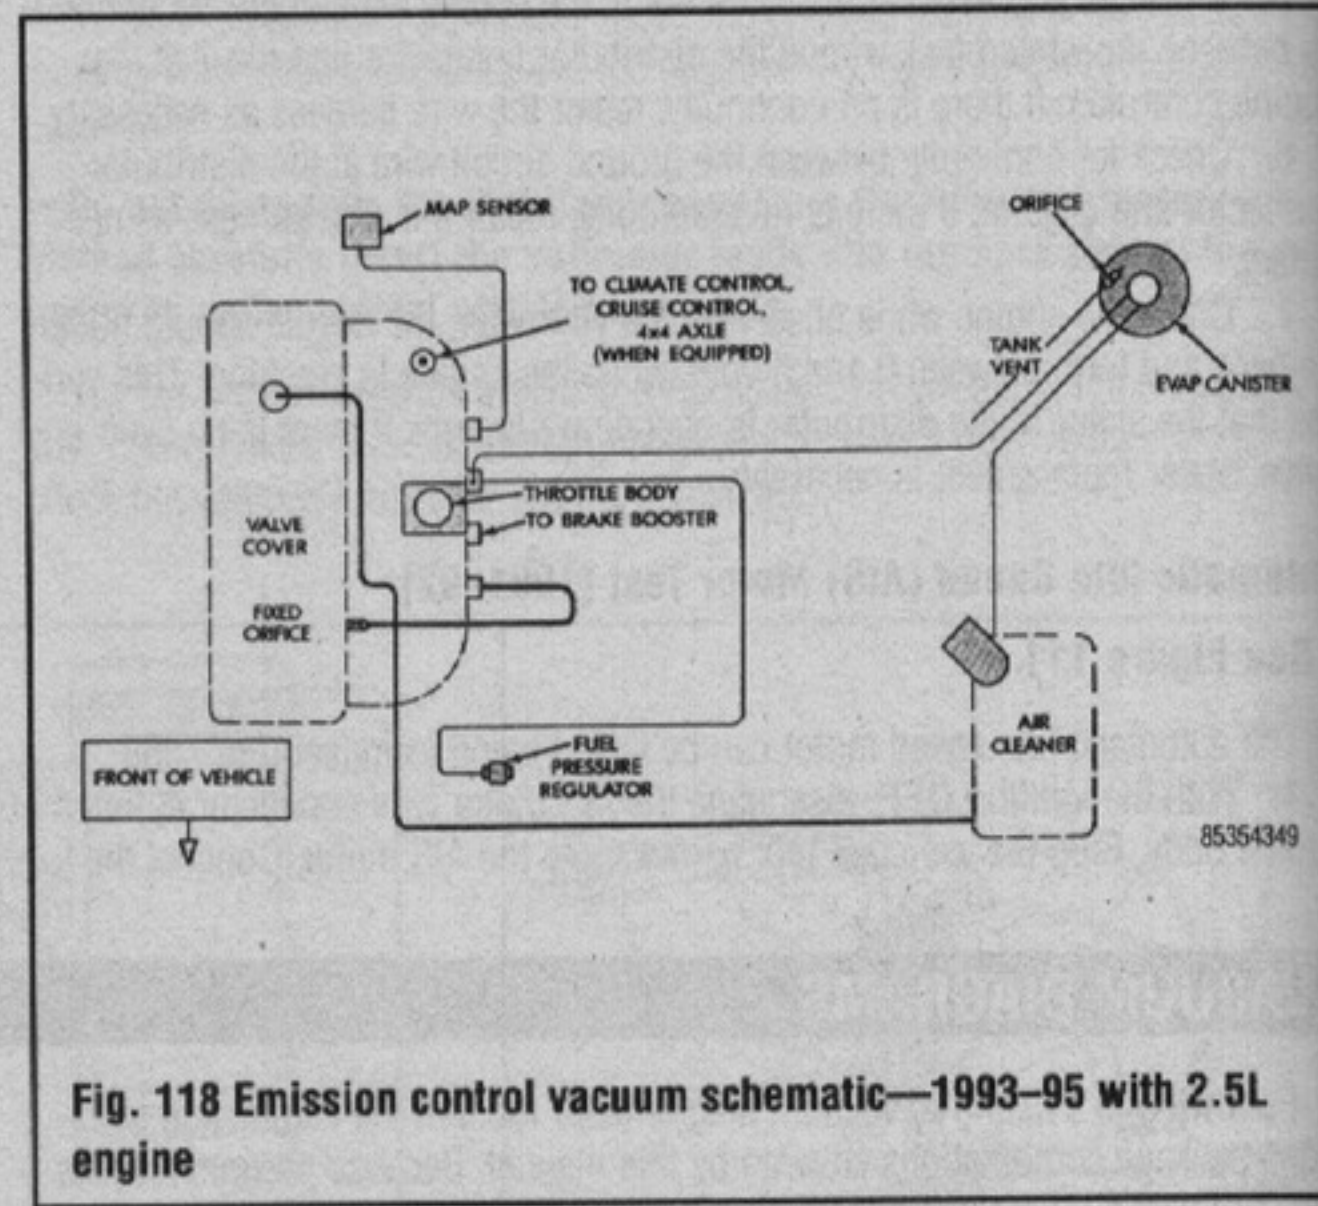 MAP SENSOR
ORIFICE
TO CLIMATE CONTROL,
CRUISE CONTROL,
4x4 AXLE
(WHEN EQUIPPED)
TANK
VENT
EVAP CANISTER
THROTTLE BODY
TO BRAKE BOOSTER
VALVE
COVER
FIXED
ORIFICE
AIR
CLEANER
FUEL
PRESSURE
REGULATOR
FRONT OF VEHICLE
85354349
Fig. 118 Emission control vacuum schematic—1993–95 with 2.5L
engine